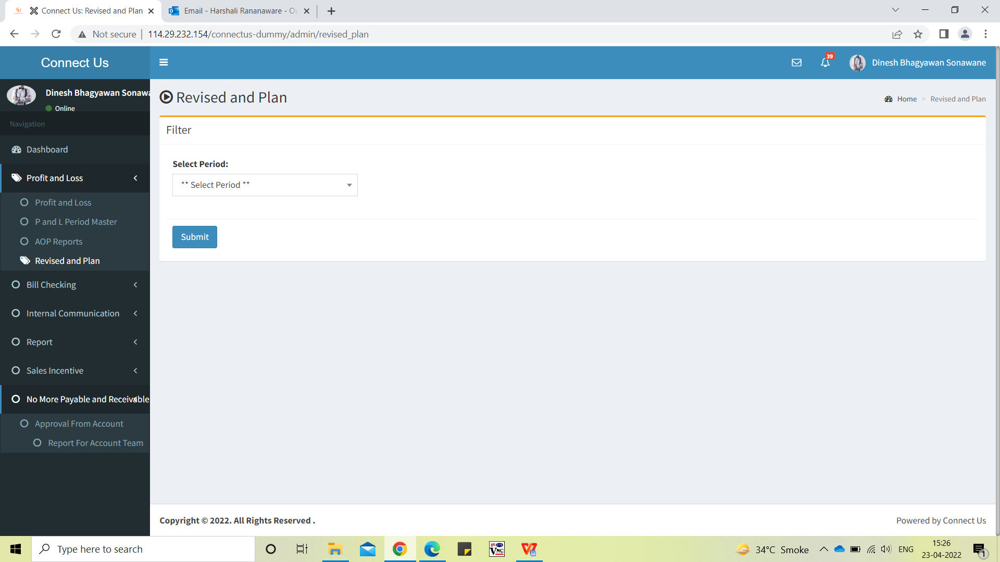 Connect Us: Revised and Plan
Email - Harshali Rananaware - Ou
Not secure
114.29.232.154/connectus-dummy/admin/revised_plan
Connect Us
39
Dinesh Bhagyawan Sonawane
Dinesh Bhagyawan Sonawa
Online
Navigation
Dashboard
Profit and Loss
Profit and Loss
P and L Period Master
AOP Reports
Revised and Plan
Bill Checking
Internal Communication
Report
Sales Incentive
No More Payable and Receivable
Approval From Account
Report For Account Team
Revised and Plan
Home > Revised and Plan
Filter
Select Period:
** Select Period **
Submit
Copyright © 2022. All Rights Reserved .
Powered by Connect Us
Type here to search
VNC
34°C Smoke
ENG
15:26
23-04-2022
1